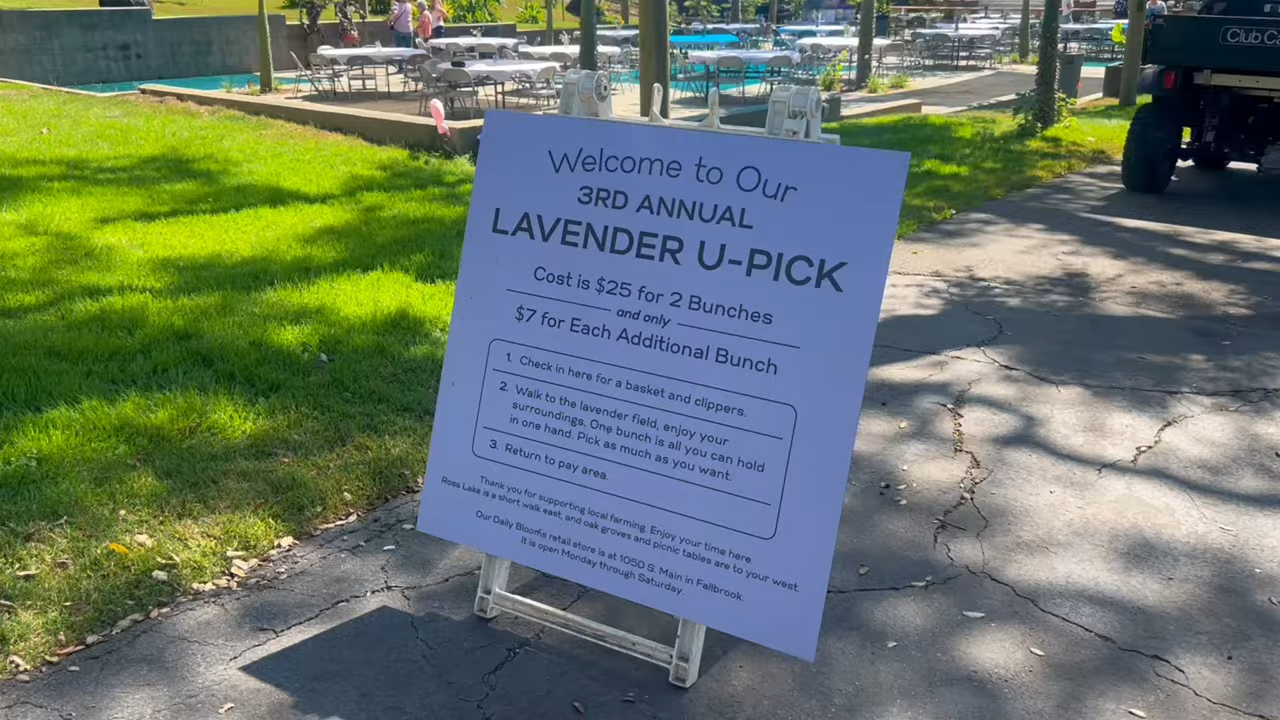 Welcome to Our
3RD ANNUAL
LAVENDER U-PICK
Cost is $25 for 2 Bunches
and only
$7 for Each Additional Bunch
1. Check in here for a basket and clippers.
2. Walk to the lavender field, enjoy your
surroundings. One bunch is all you can hold
in one hand. Pick as much as you want.
3. Return to pay area.
Thank you for supporting local farming. Enjoy your time here.
Ross Lake is a short walk east, and oak groves and picnic tables are to your west.
Our Daily Blooms retail store is at 1050 S. Main in Fallbrook.
It is open Monday through Saturday.
Club Ca